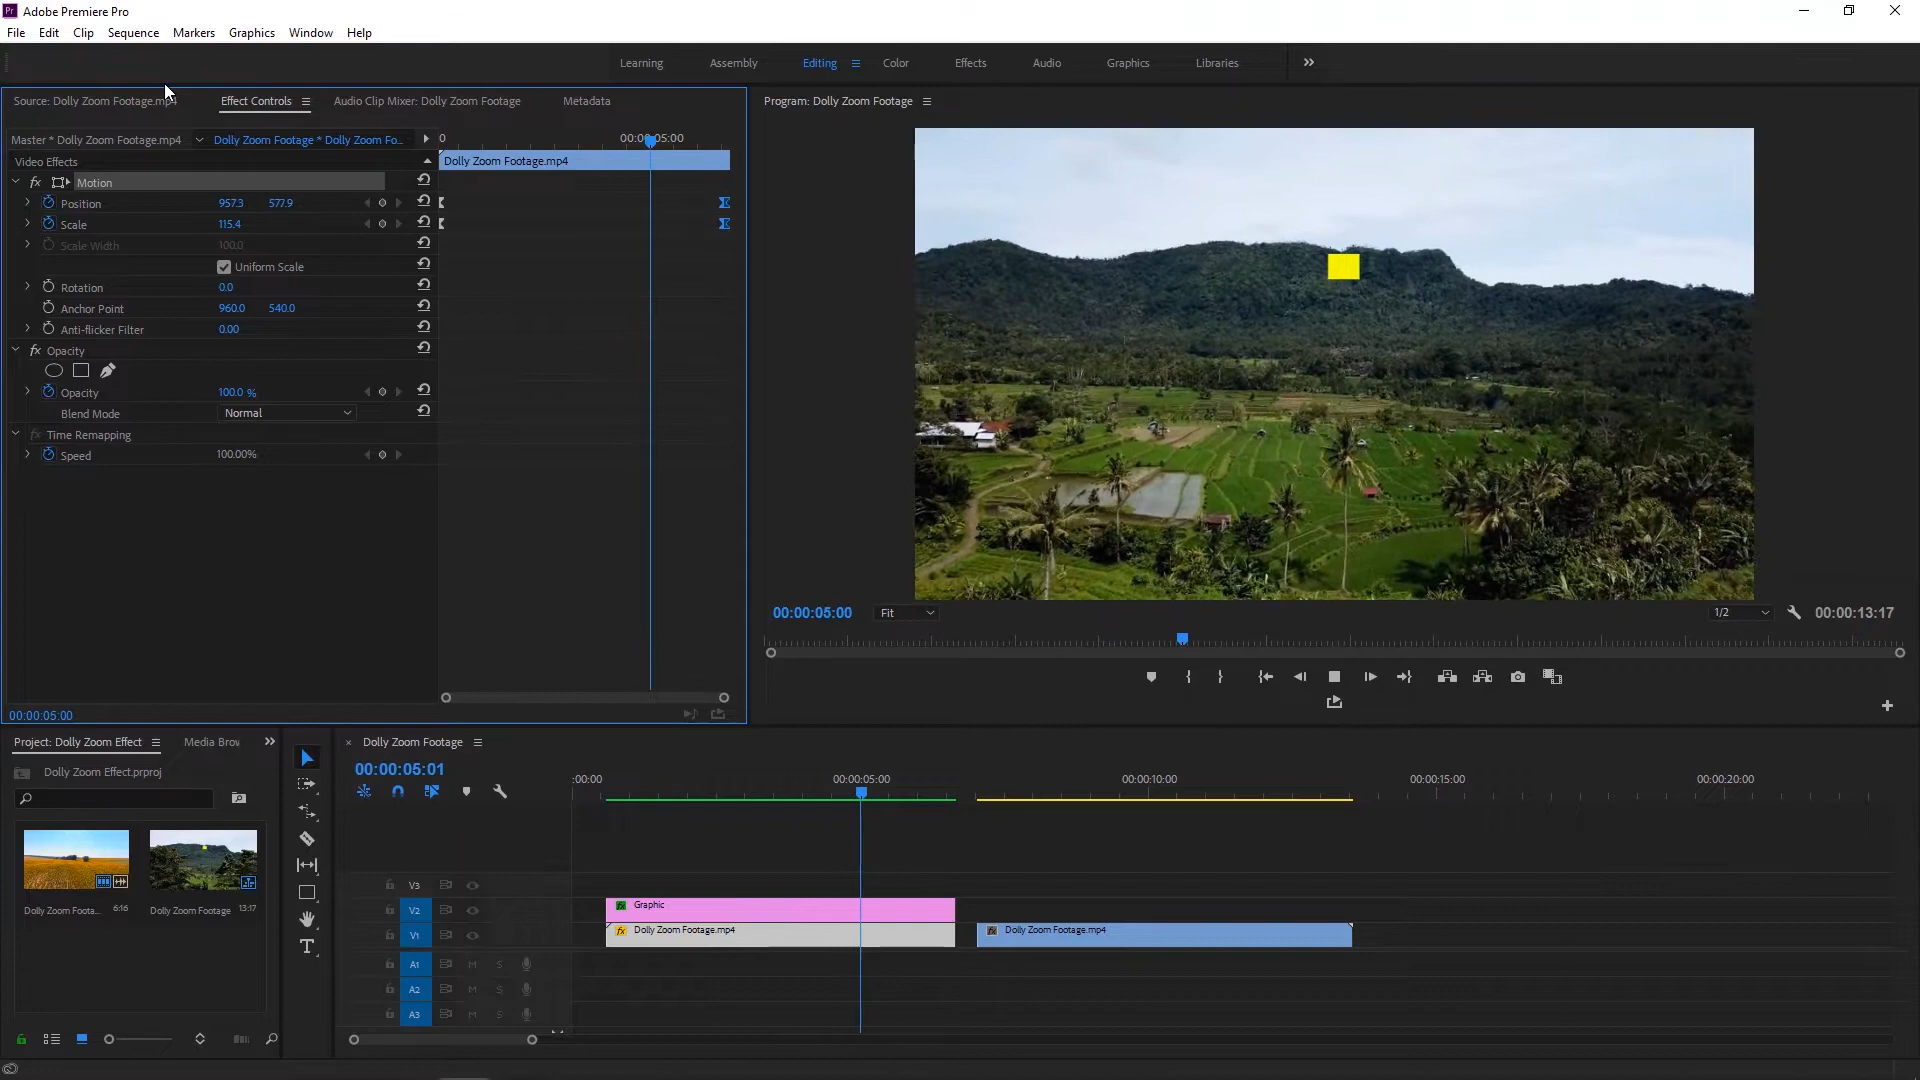 Pr Adobe Premiere Pro
File Edit Clip Sequence Markers Graphics Window Help
Learning Assembly Editing Color Effects Audio Graphics Libraries
Source: Dolly Zoom Footage.mp4 Effect Controls Audio Clip Mixer: Dolly Zoom Footage Metadata
Program: Dolly Zoom Footage
Master * Dolly Zoom Footage.mp4 Dolly Zoom Footage * Dolly Zoom Fo... 0 00:00:05:00
Video Effects Dolly Zoom Footage.mp4
fx Motion
Position 957.3 577.9
Scale 115.4
Scale Width 100.0
Uniform Scale
Rotation 0.0
Anchor Point 960.0 540.0
Anti-flicker Filter 0.00
fx Opacity
Opacity 100.0 %
Blend Mode Normal
fx Time Remapping
Speed 100.00%
00:00:05:00 Fit 1/2 00:00:13:17
00:00:05:00
Project: Dolly Zoom Effect Media Brow
Dolly Zoom Effect.prproj
Dolly Zoom Foota... 6:16 Dolly Zoom Footage 13:17
Dolly Zoom Footage
00:00:05:01
:00:00 00:00:05:00 00:00:10:00 00:00:15:00 00:00:20:00
V3
V2 fx Graphic
V1 fx Dolly Zoom Footage.mp4 fx Dolly Zoom Footage.mp4
A1 M S
A2 M S
A3 M S
T